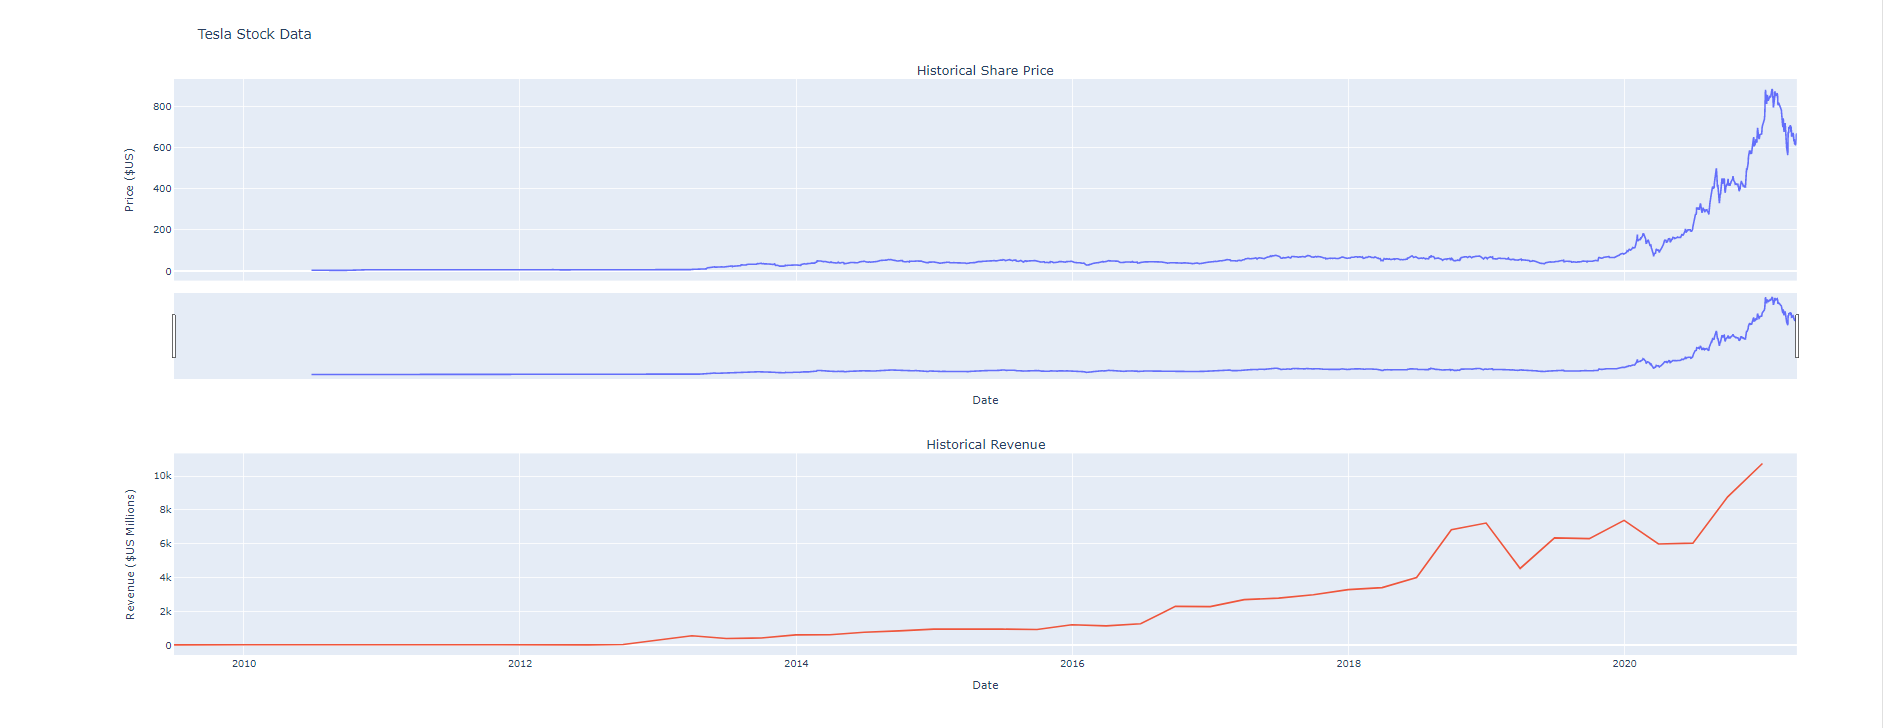 Tesla Stock Data
Historical Share Price
Price ($US)
800
600
400
200
0
Date
Historical Revenue
Revenue ($US Millions)
10k
8k
6k
4k
2k
0
2010 2012 2014 2016 2018 2020
Date